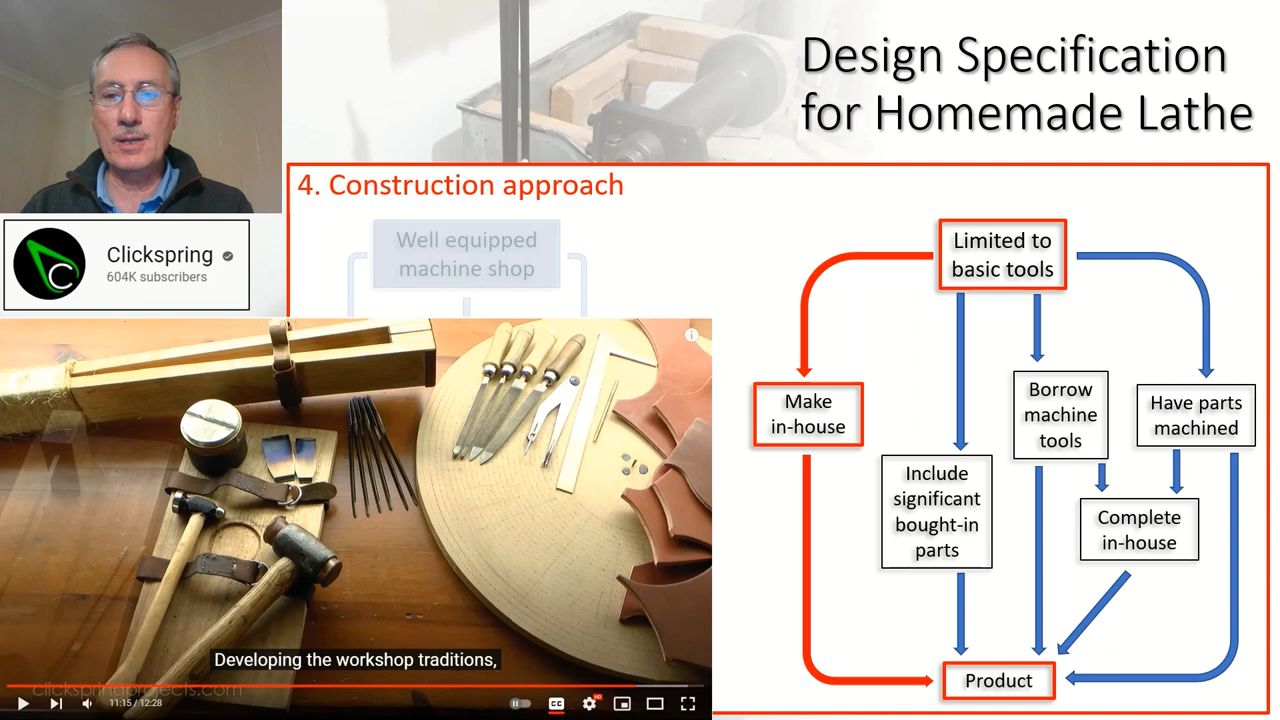 Design Specification
for Homemade Lathe
4. Construction approach
Clickspring
604K subscribers
Well equipped
machine shop
Limited to
basic tools
Make
in-house
Include
significant
bought-in
parts
Borrow
machine
tools
Have parts
machined
Complete
in-house
Product
Developing the workshop traditions,
clickspringprojects.com
11:15 / 12:28
CC
HD